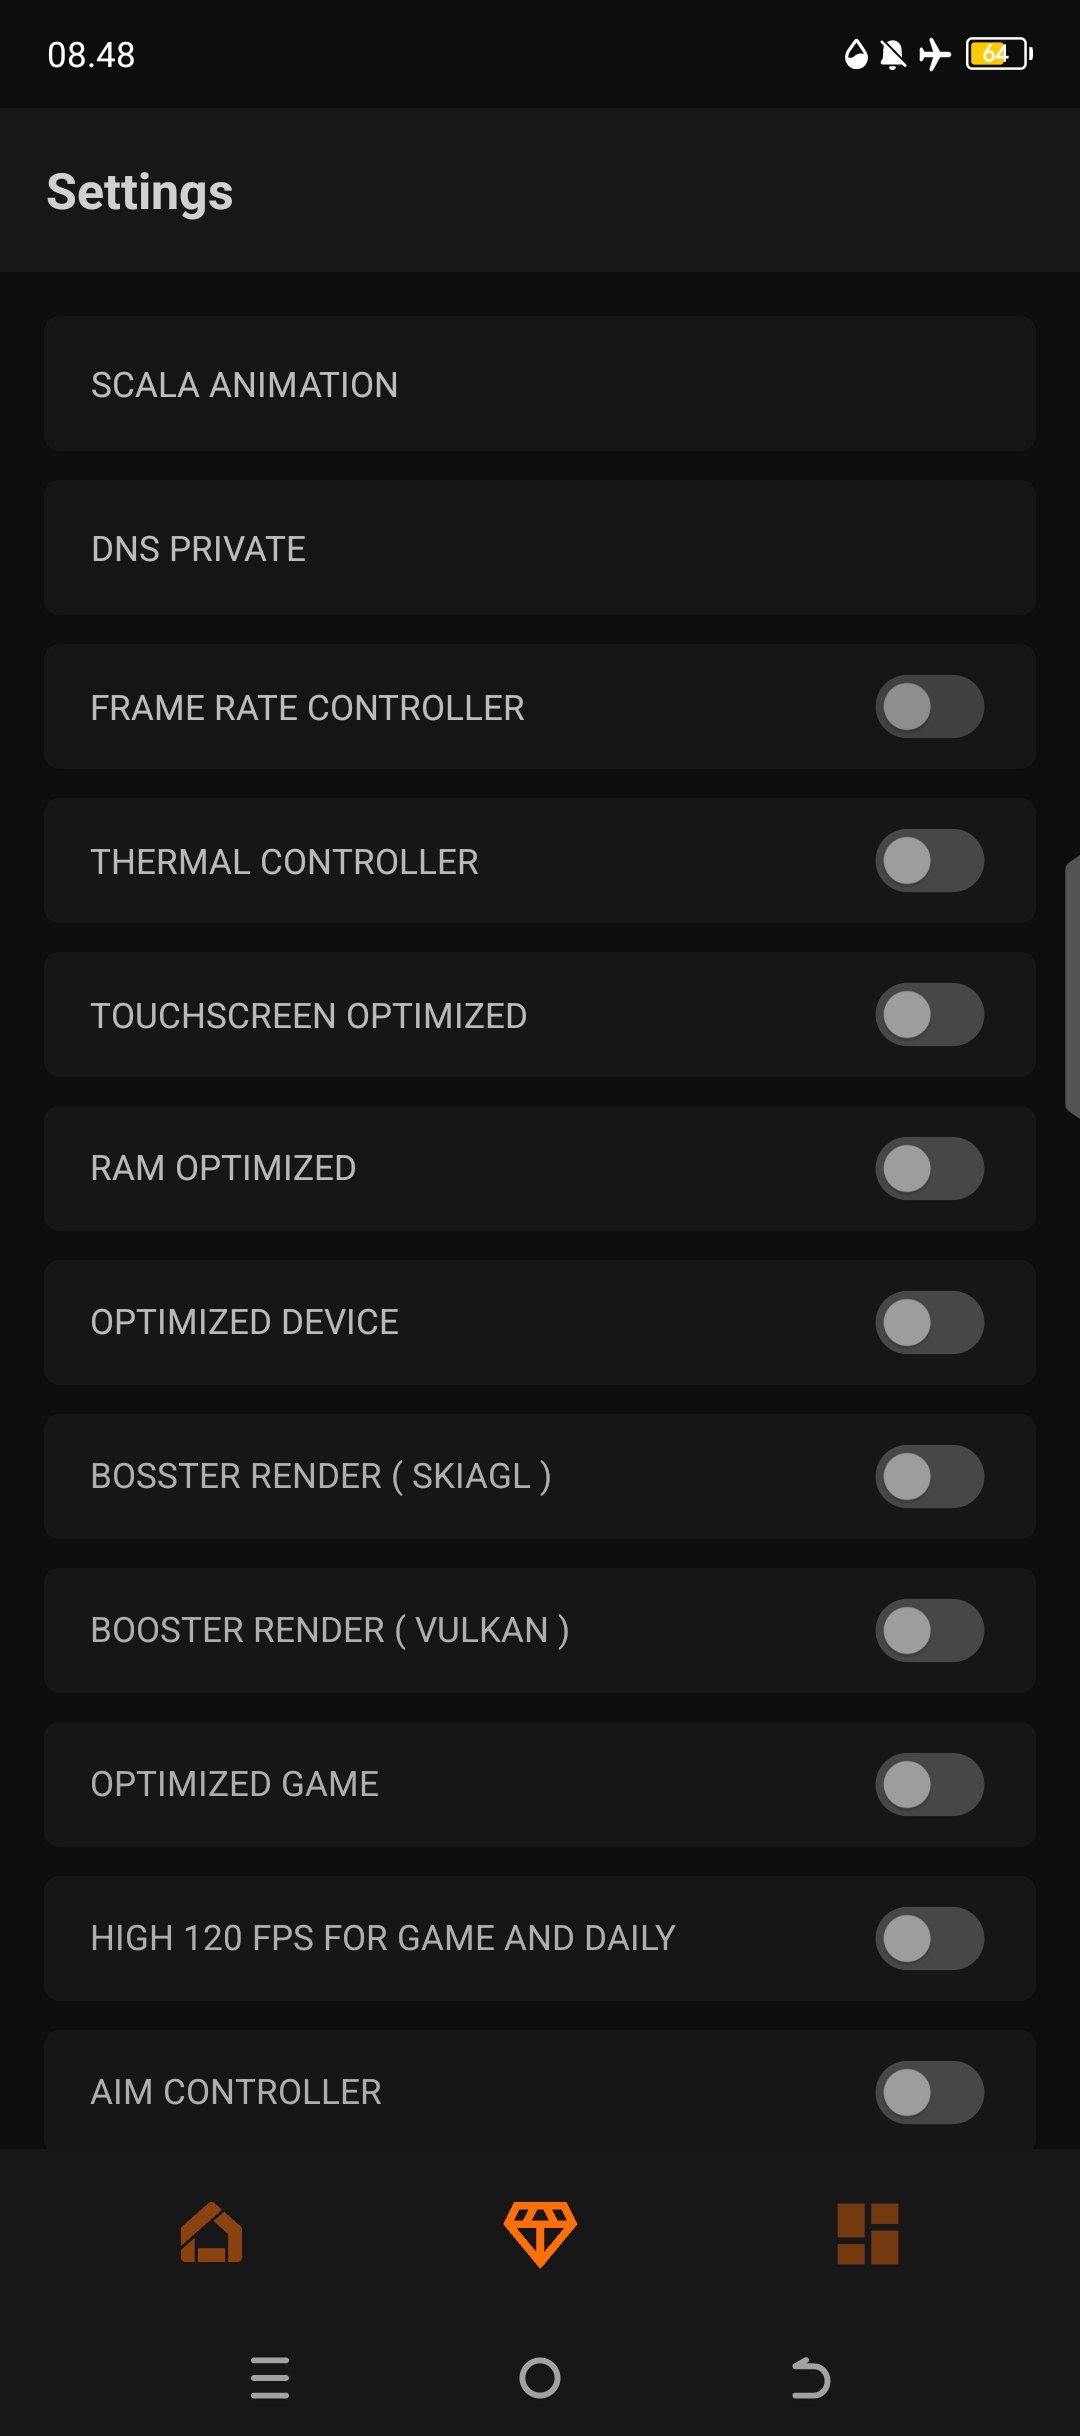 08.48
64
Settings
SCALA ANIMATION
DNS PRIVATE
FRAME RATE CONTROLLER
THERMAL CONTROLLER
TOUCHSCREEN OPTIMIZED
RAM OPTIMIZED
OPTIMIZED DEVICE
BOSSTER RENDER ( SKIAGL )
BOOSTER RENDER ( VULKAN )
OPTIMIZED GAME
HIGH 120 FPS FOR GAME AND DAILY
AIM CONTROLLER